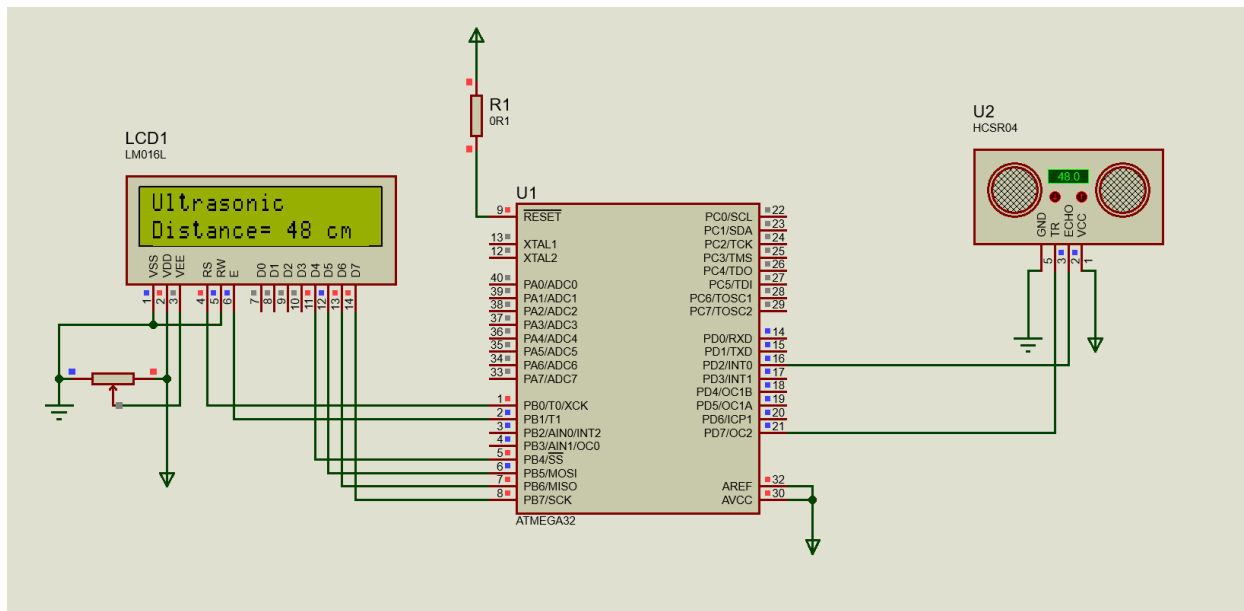 LCD1
LM016L
Ultrasonic
Distance= 48 cm
VSS
VDD
VEE
RS
RW
E
D0
D1
D2
D3
D4
D5
D6
D7
1
2
3
4
5
6
7
8
9
10
11
12
13
14
R1
0R1
U1
9 RESET
13 XTAL1
12 XTAL2
40 PA0/ADC0
39 PA1/ADC1
38 PA2/ADC2
37 PA3/ADC3
36 PA4/ADC4
35 PA5/ADC5
34 PA6/ADC6
33 PA7/ADC7
1 PB0/T0/XCK
2 PB1/T1
3 PB2/AIN0/INT2
4 PB3/AIN1/OC0
5 PB4/SS
6 PB5/MOSI
7 PB6/MISO
8 PB7/SCK
PC0/SCL 22
PC1/SDA 23
PC2/TCK 24
PC3/TMS 25
PC4/TDO 26
PC5/TDI 27
PC6/TOSC1 28
PC7/TOSC2 29
PD0/RXD 14
PD1/TXD 15
PD2/INT0 16
PD3/INT1 17
PD4/OC1B 18
PD5/OC1A 19
PD6/ICP1 20
PD7/OC2 21
AREF 32
AVCC 30
ATMEGA32
U2
HCSR04
48.0
GND
TR
ECHO
VCC
5
3
2
1